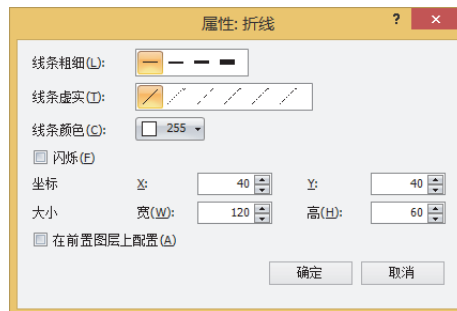 属性: 折线 ? ×
线条粗细(L):
线条虚实(T):
线条颜色(C): 255
闪烁(F)
坐标 X: 40 Y: 40
大小 宽(W): 120 高(H): 60
在前置图层上配置(A)
确定 取消